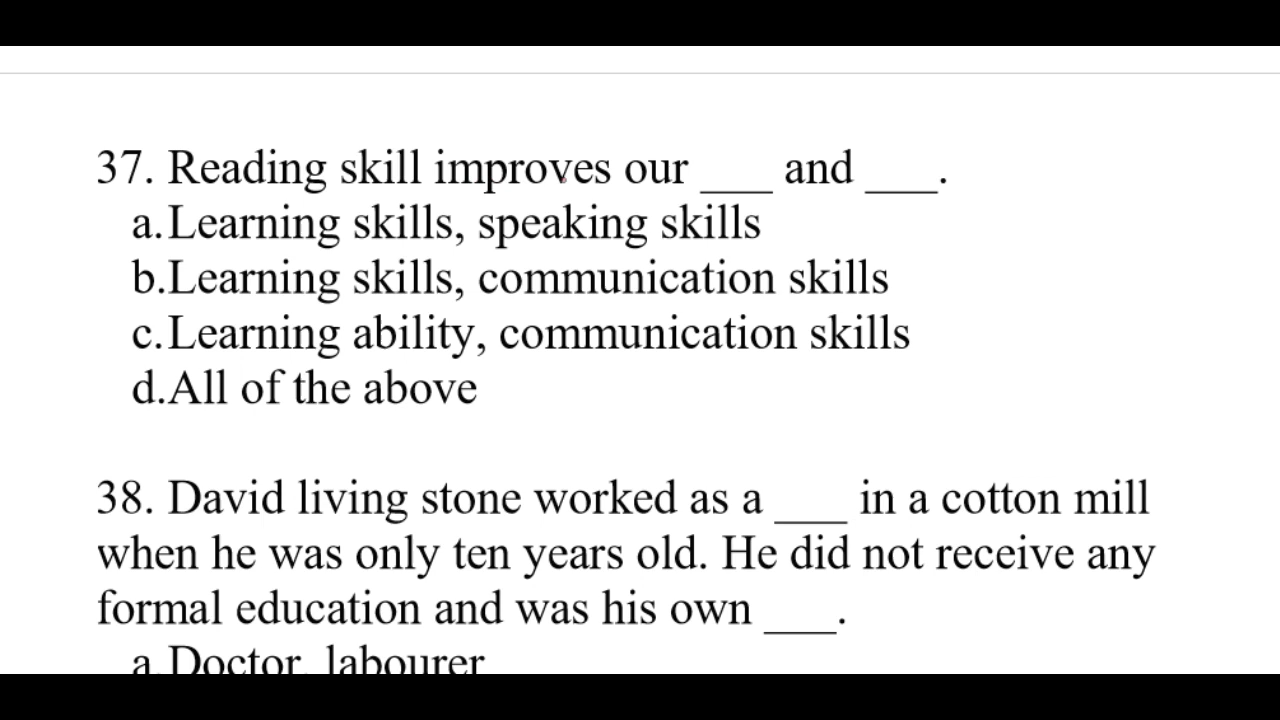 37. Reading skill improves our ___ and ___.
a. Learning skills, speaking skills
b. Learning skills, communication skills
c. Learning ability, communication skills
d. All of the above
38. David living stone worked as a ___ in a cotton mill
when he was only ten years old. He did not receive any
formal education and was his own ___.
a. Doctor, labourer